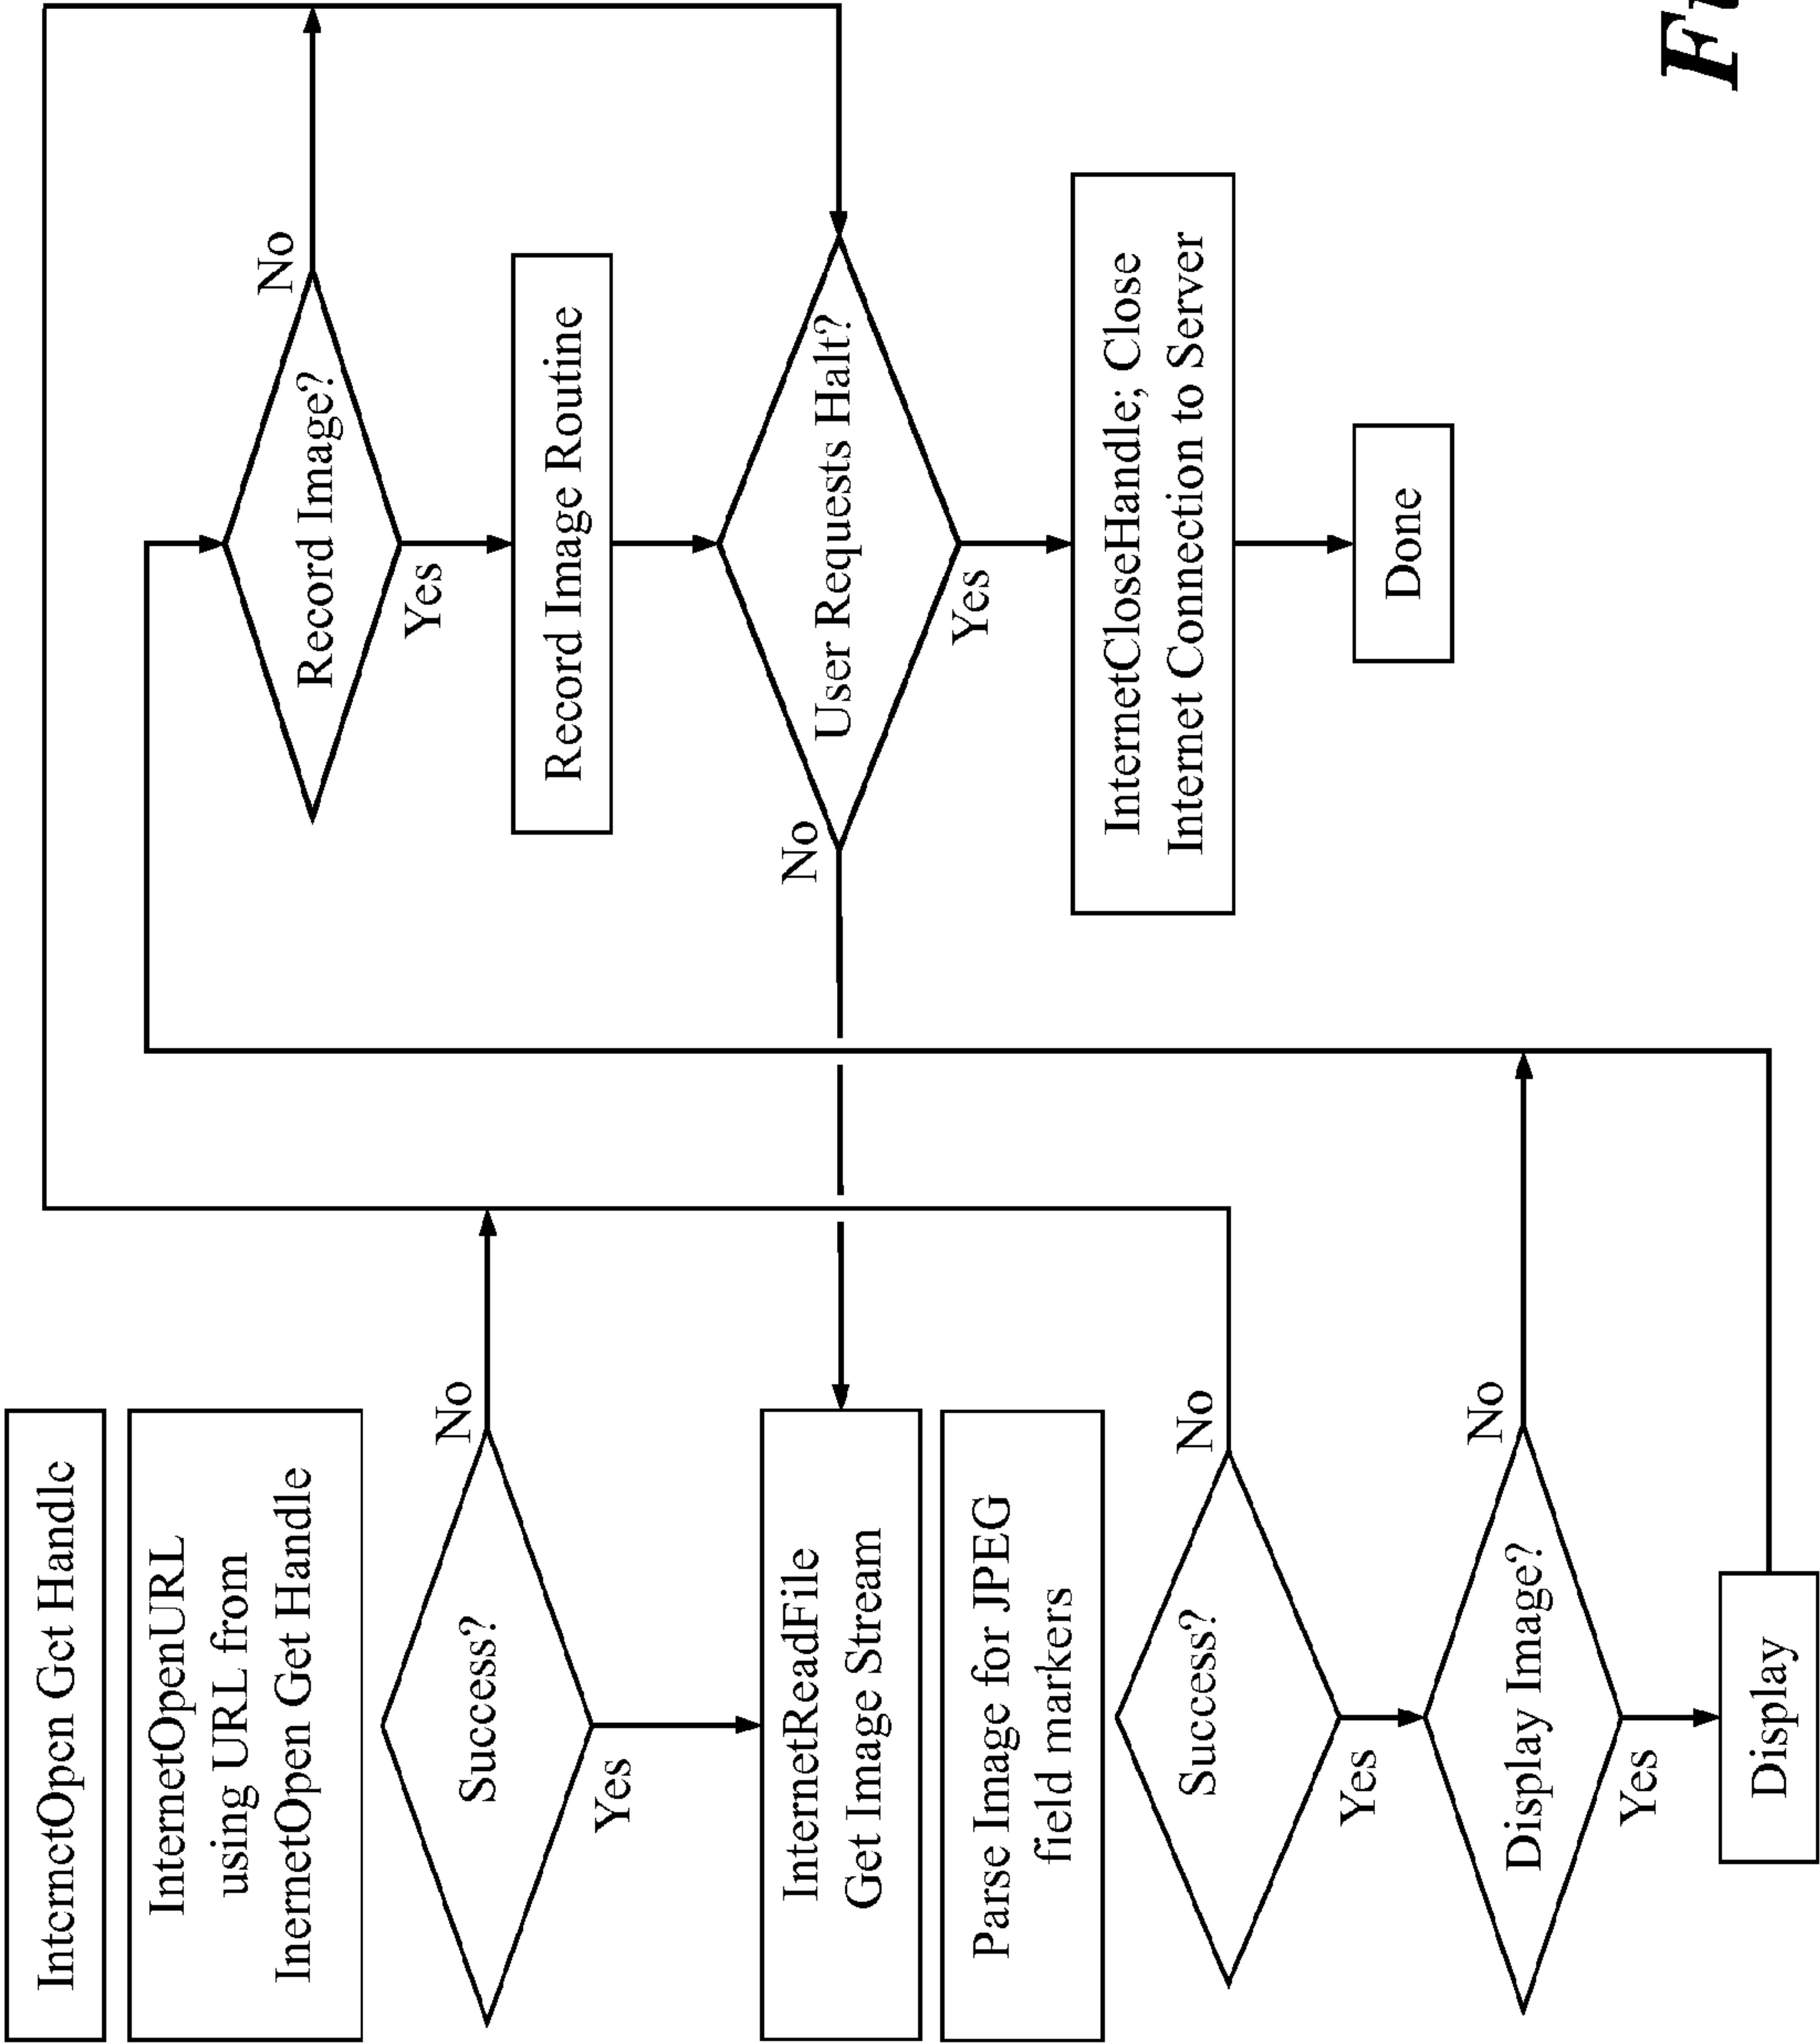 InternetOpen Get Handle
InternetOpenURL
using URL from
InernetOpen Get Handle
Success?
No
Yes
InternetReadFile
Get Image Stream
Parse Image for JPEG
field markers
Success?
No
Yes
Display Image?
No
Yes
Display
Record Image?
No
Yes
Record Image Routine
User Requests Halt?
No
Yes
InternetCloseHandle; Close
Internet Connection to Server
Done